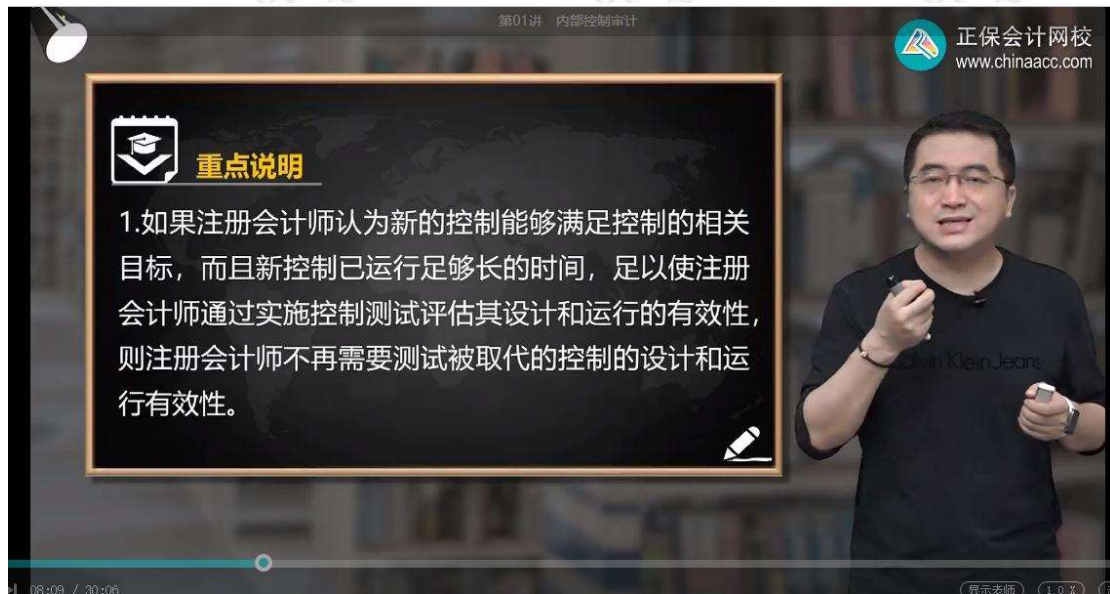 第01讲 内部控制审计
正保会计网校
www.chinaacc.com
重点说明
1.如果注册会计师认为新的控制能够满足控制的相关
目标，而且新控制已运行足够长的时间，足以使注册
会计师通过实施控制测试评估其设计和运行的有效性，
则注册会计师不再需要测试被取代的控制的设计和运
行有效性。
Calvin Klein Jeans
08:09 / 30:06
显示老师
1.0 X